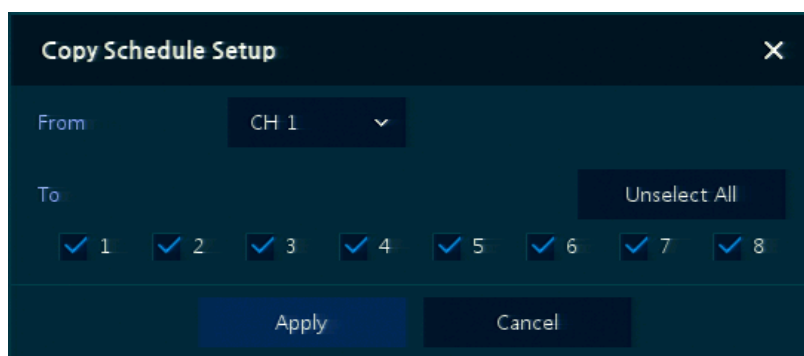 Copy Schedule Setup
From CH 1
To Unselect All
1 2 3 4 5 6 7 8
Apply Cancel